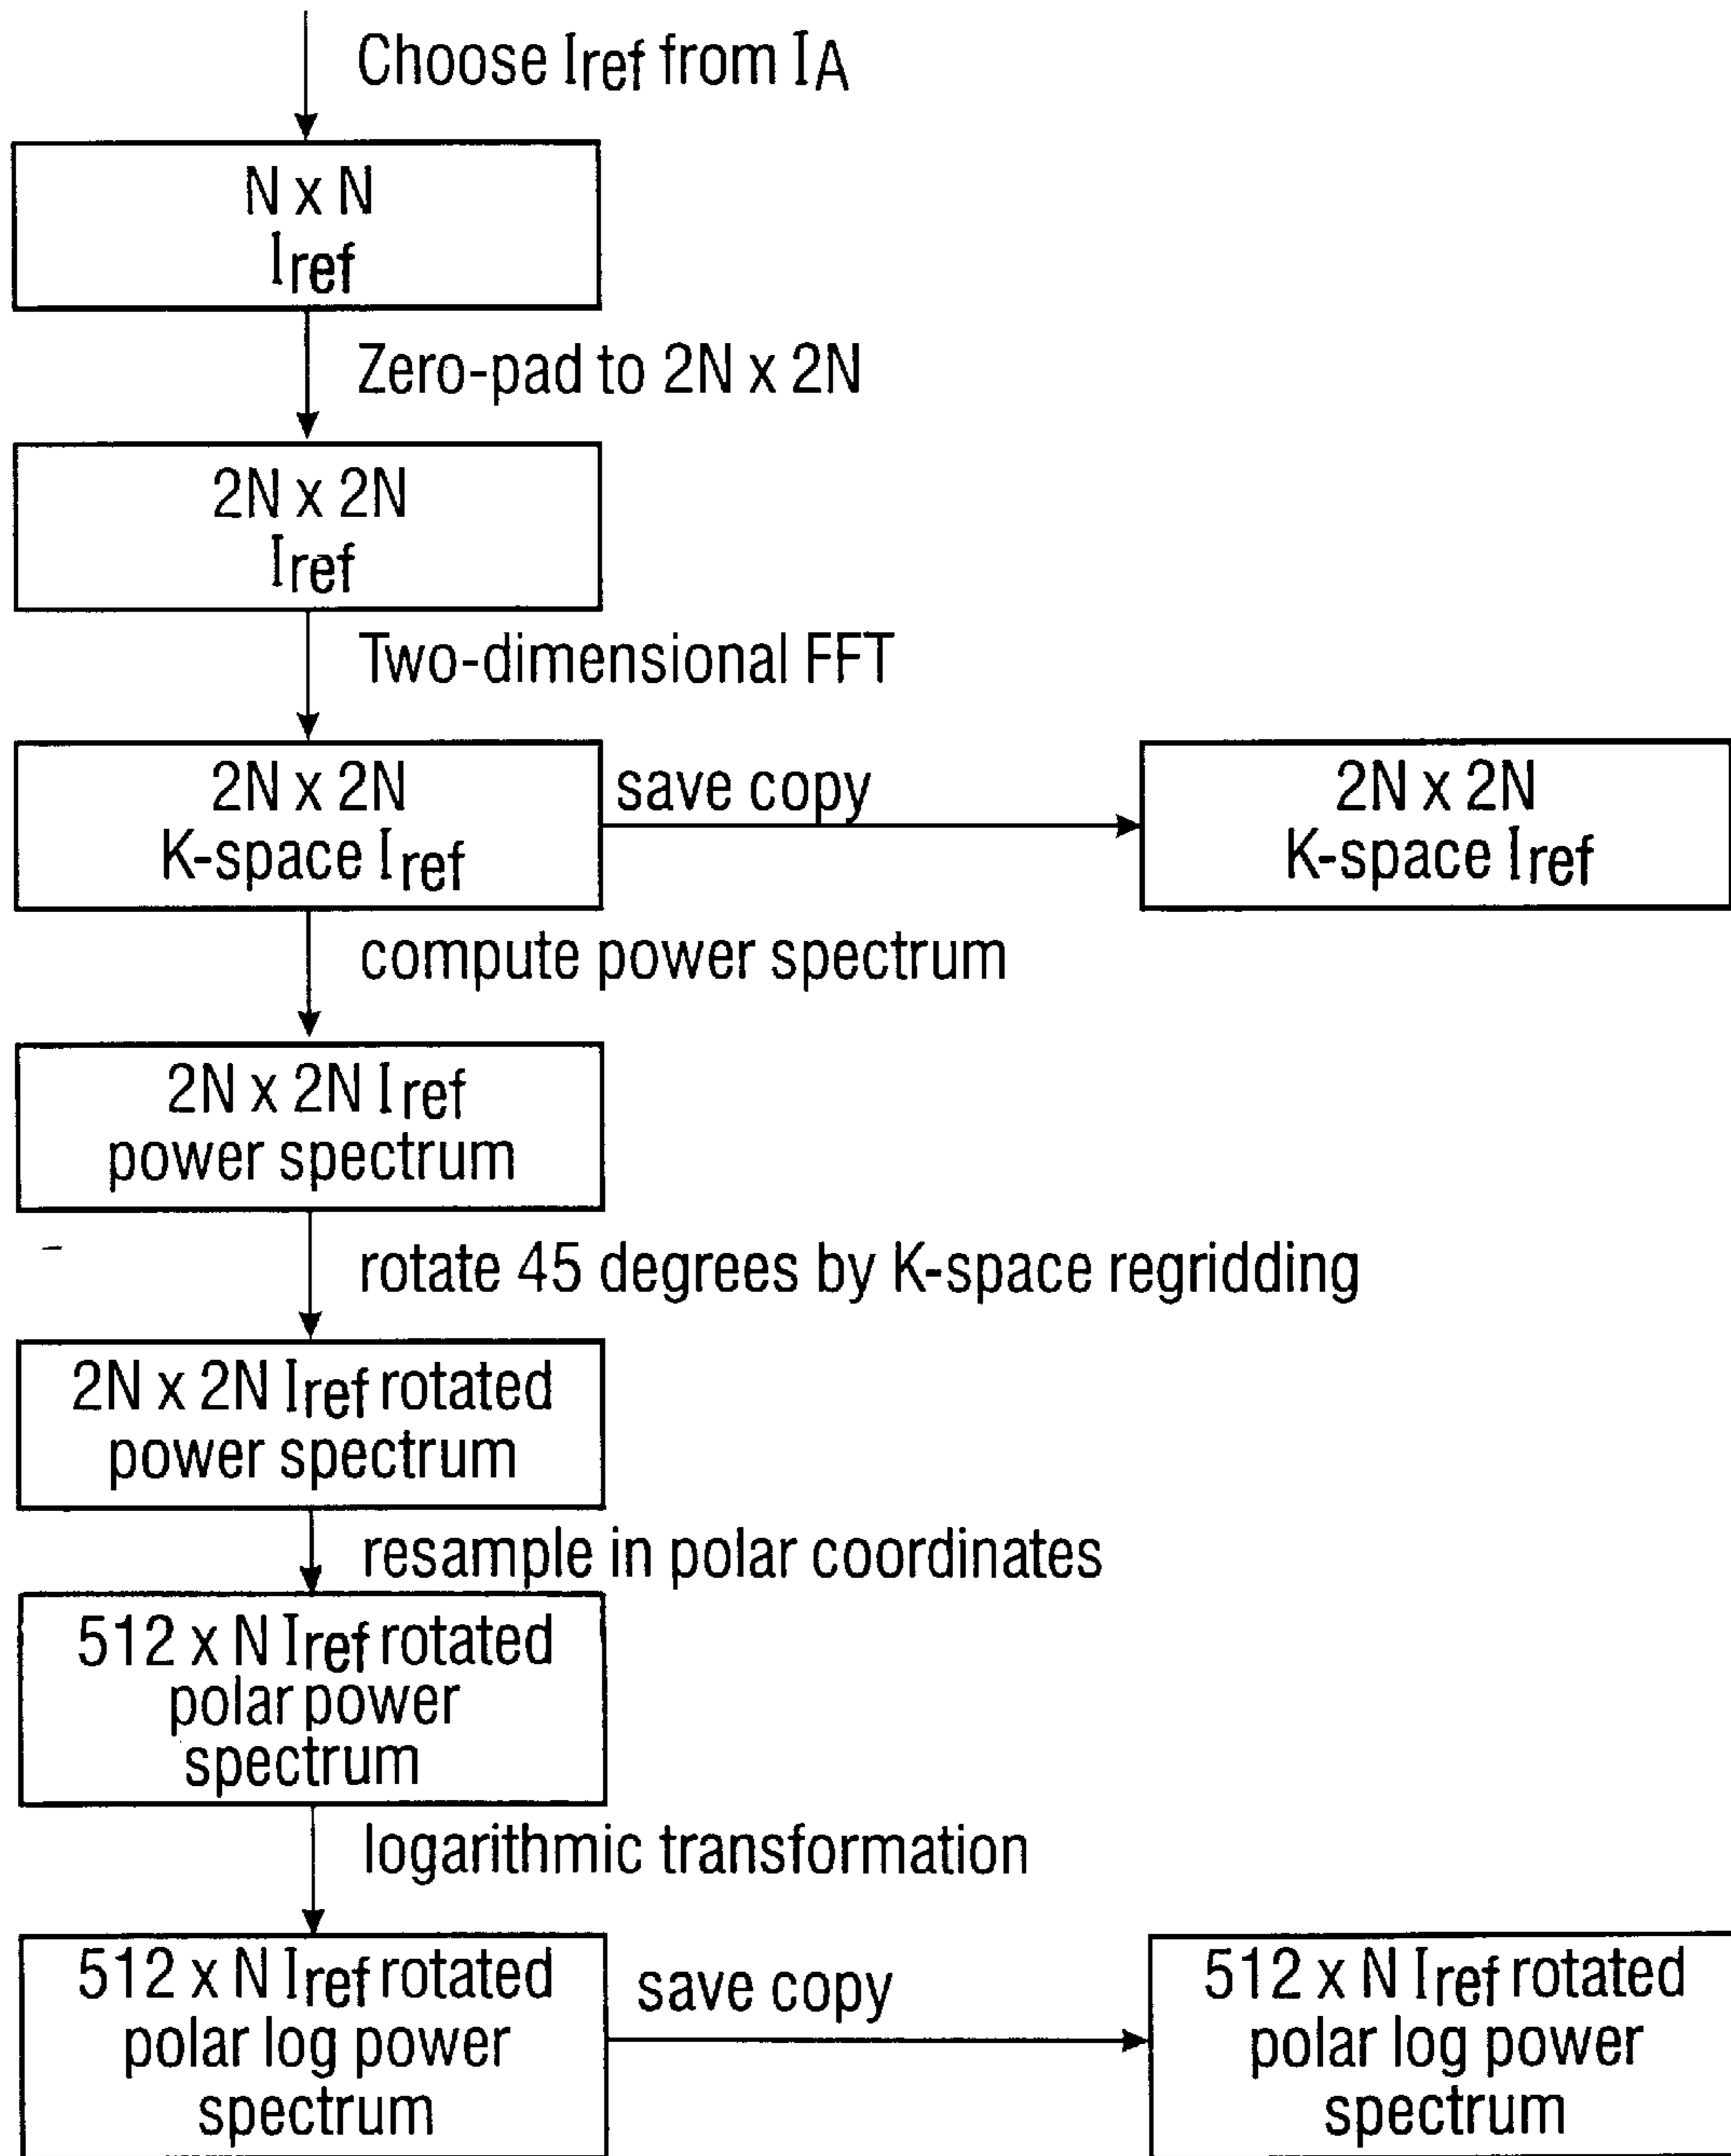 Choose Iref from IA
N x N
Iref
Zero-pad to 2N x 2N
2N x 2N
Iref
Two-dimensional FFT
2N x 2N
K-space Iref
save copy
2N x 2N
K-space Iref
compute power spectrum
2N x 2N Iref
power spectrum
rotate 45 degrees by K-space regridding
2N x 2N Iref rotated
power spectrum
resample in polar coordinates
512 x N Iref rotated
polar power
spectrum
logarithmic transformation
512 x N Iref rotated
polar log power
spectrum
save copy
512 x N Iref rotated
polar log power
spectrum